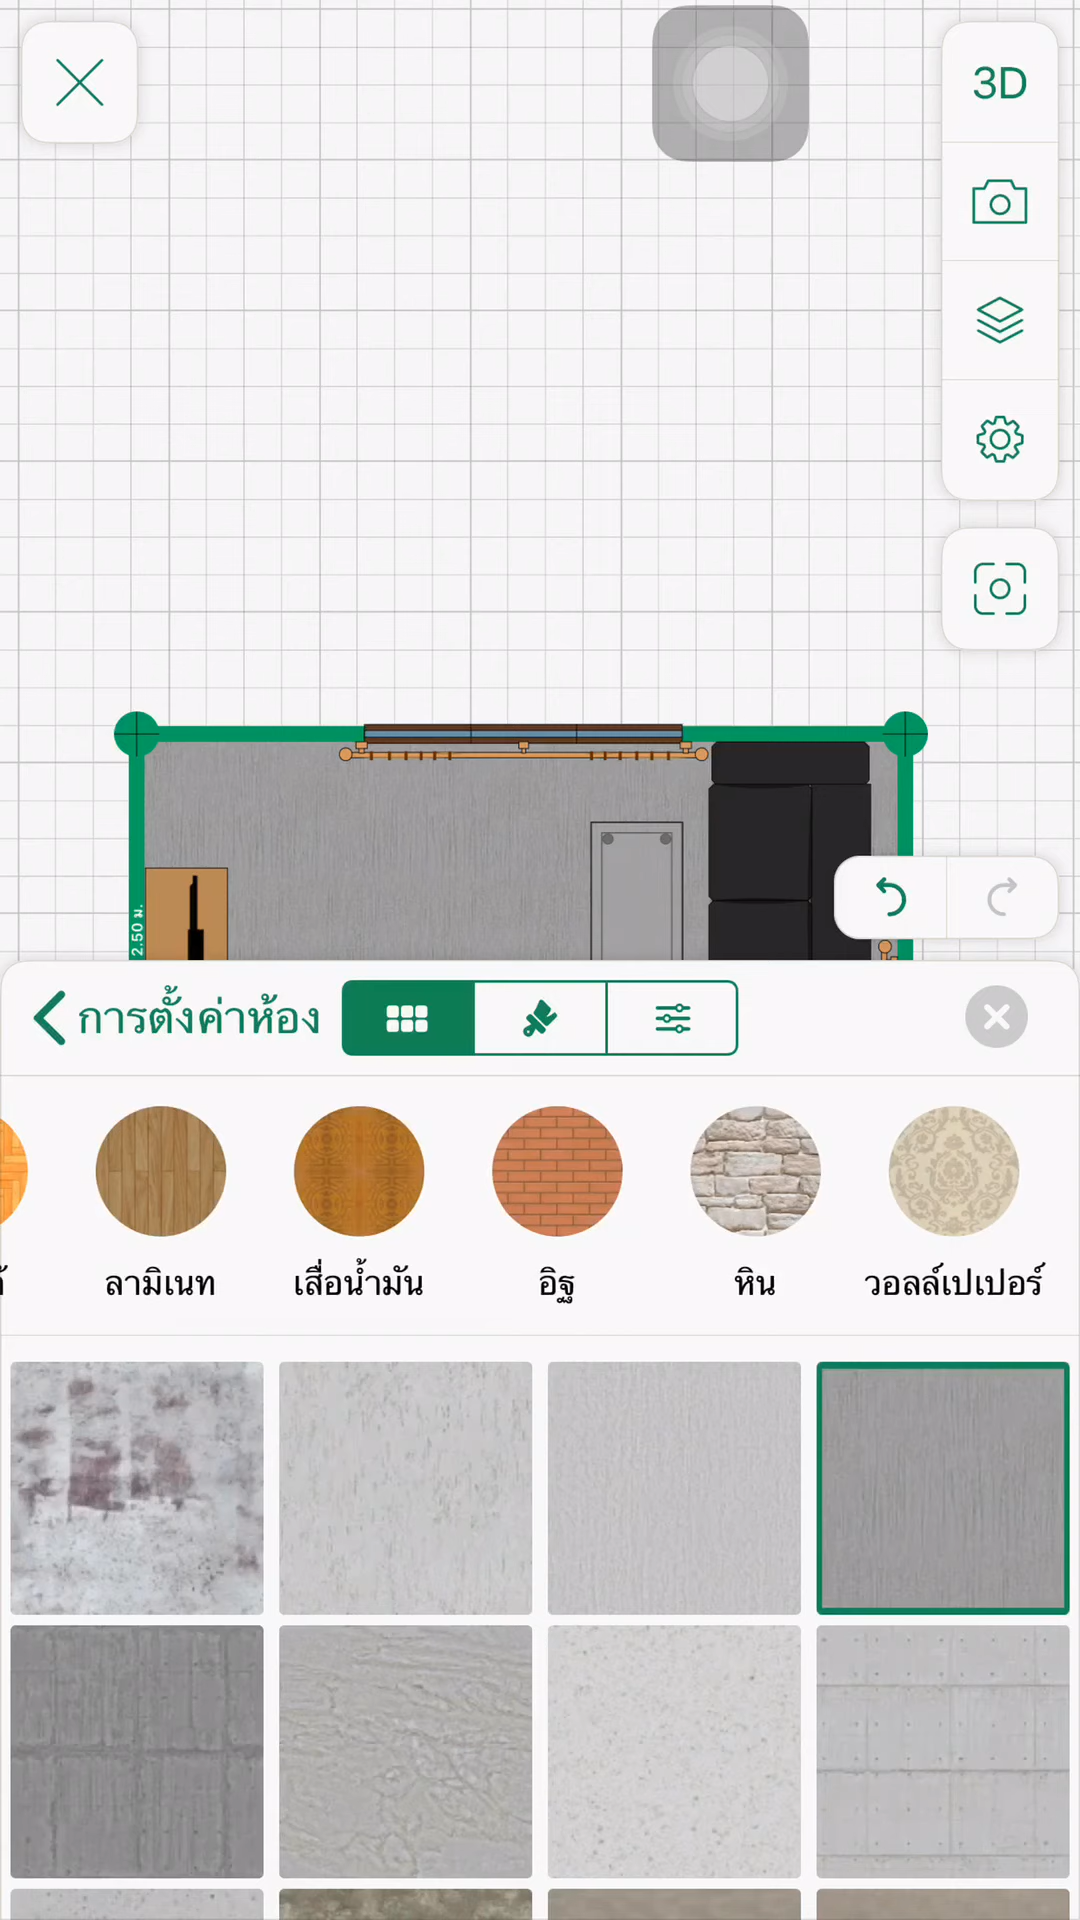 3D
2.50 ม.
การตั้งค่าห้อง
ลามิเนท
เสื่อน้ำมัน
อิฐ
หิน
วอลล์เปเปอร์